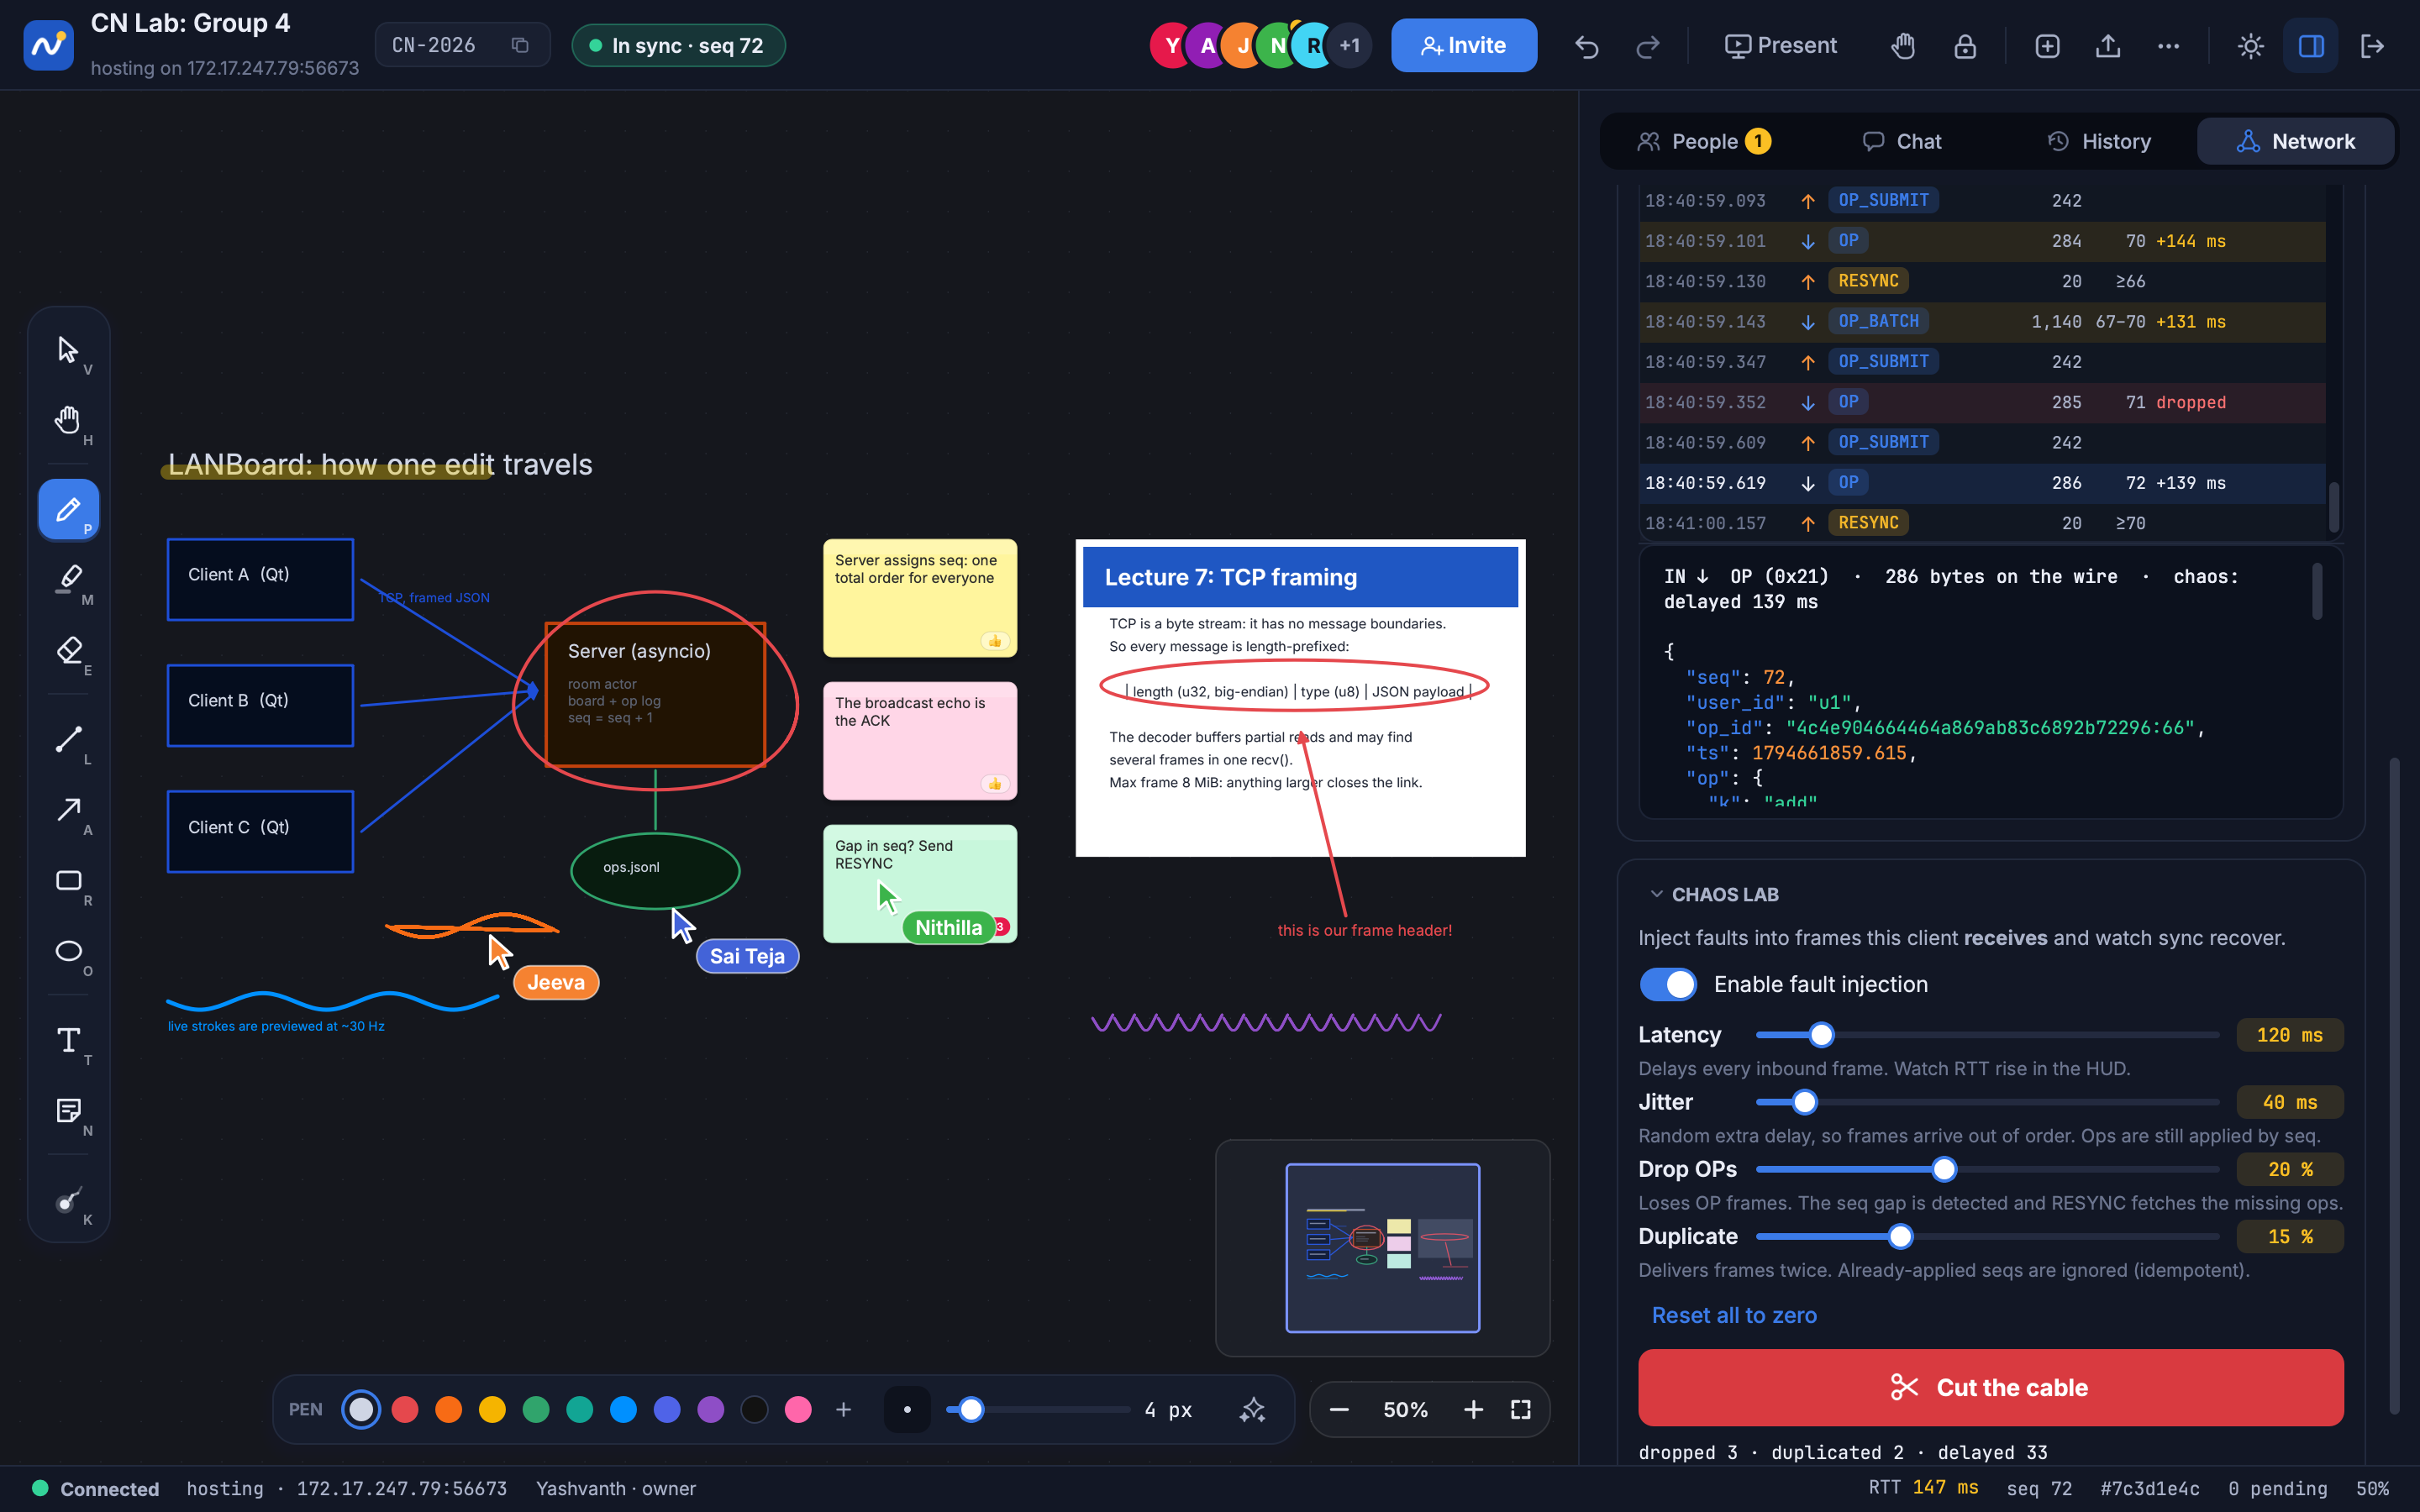 CN Lab: Group 4
hosting on 172.17.247.79:56673
CN-2026
In sync · seq 72
Y A J N R +1
Invite
Present
People 1
Chat
History
Network
18:40:59.093 ↑ OP_SUBMIT 242
18:40:59.101 ↓ OP 284 70 +144 ms
18:40:59.130 ↑ RESYNC 20 ≥66
18:40:59.143 ↓ OP_BATCH 1,140 67–70 +131 ms
18:40:59.347 ↑ OP_SUBMIT 242
18:40:59.352 ↓ OP 285 71 dropped
18:40:59.609 ↑ OP_SUBMIT 242
18:40:59.619 ↓ OP 286 72 +139 ms
18:41:00.157 ↑ RESYNC 20 ≥70
IN ↓ OP (0x21) · 286 bytes on the wire · chaos:
delayed 139 ms
{
"seq": 72,
"user_id": "u1",
"op_id": "4c4e904664464a869ab83c6892b72296:66",
"ts": 1794661859.615,
"op": {
"k": "add"
CHAOS LAB
Inject faults into frames this client receives and watch sync recover.
Enable fault injection
Latency 120 ms
Delays every inbound frame. Watch RTT rise in the HUD.
Jitter 40 ms
Random extra delay, so frames arrive out of order. Ops are still applied by seq.
Drop OPs 20 %
Loses OP frames. The seq gap is detected and RESYNC fetches the missing ops.
Duplicate 15 %
Delivers frames twice. Already-applied seqs are ignored (idempotent).
Reset all to zero
Cut the cable
dropped 3 · duplicated 2 · delayed 33
V
H
P
M
E
L
A
R
O
T
N
K
LANBoard: how one edit travels
Client A (Qt)
Client B (Qt)
Client C (Qt)
TCP, framed JSON
Server (asyncio)
room actor
board + op log
seq = seq + 1
ops.jsonl
Server assigns seq: one
total order for everyone
The broadcast echo is
the ACK
Gap in seq? Send
RESYNC
Nithilla
3
Sai Teja
Jeeva
live strokes are previewed at ~30 Hz
Lecture 7: TCP framing
TCP is a byte stream: it has no message boundaries.
So every message is length-prefixed:
| length (u32, big-endian) | type (u8) | JSON payload |
The decoder buffers partial reads and may find
several frames in one recv().
Max frame 8 MiB: anything larger closes the link.
this is our frame header!
PEN
4 px
50%
Connected
hosting · 172.17.247.79:56673
Yashvanth · owner
RTT 147 ms
seq 72
#7c3d1e4c
0 pending
50%